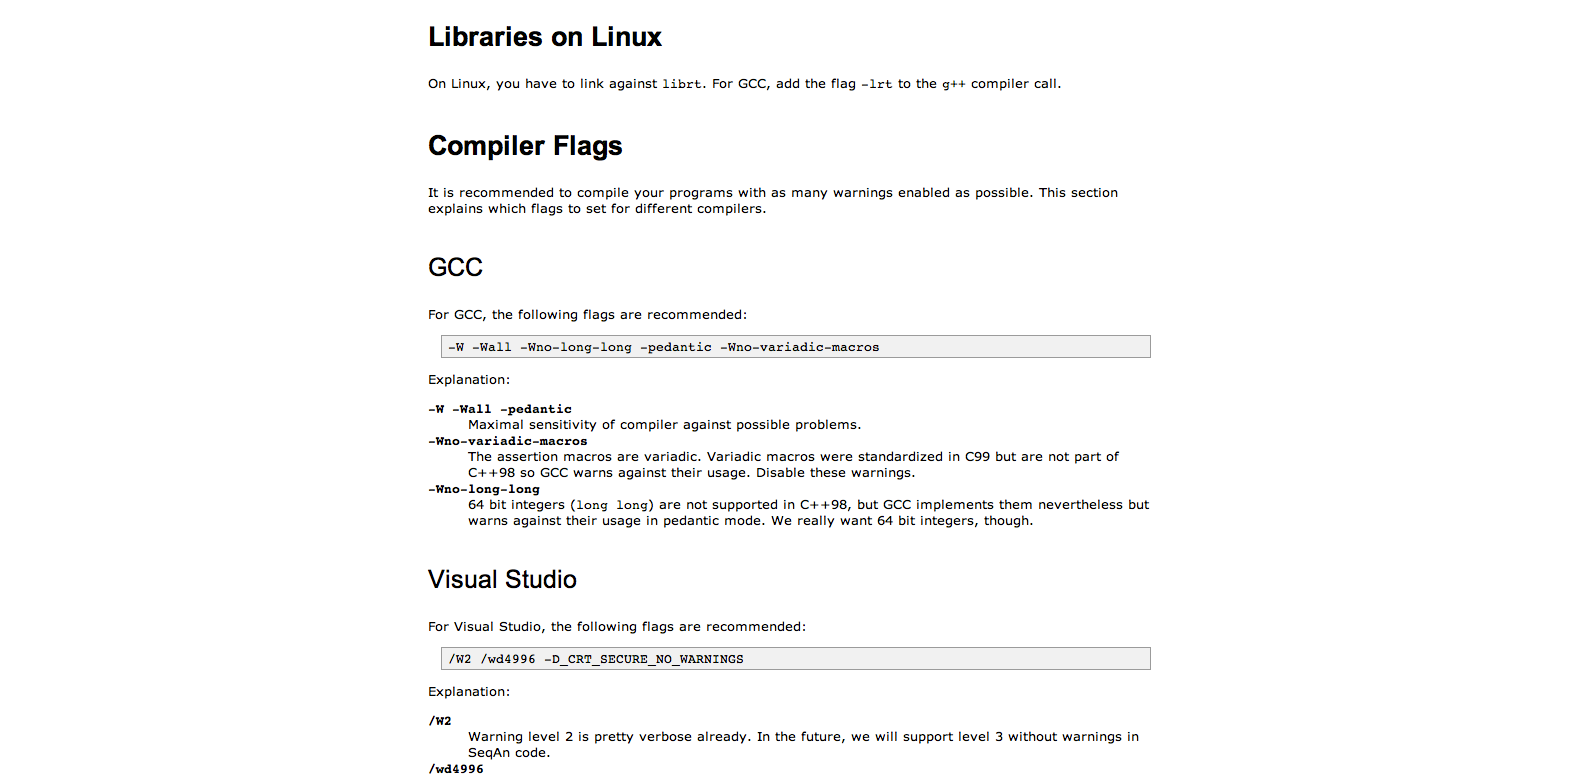 Libraries on Linux
On Linux, you have to link against librt. For GCC, add the flag -lrt to the g++ compiler call.
Compiler Flags
It is recommended to compile your programs with as many warnings enabled as possible. This section
explains which flags to set for different compilers.
GCC
For GCC, the following flags are recommended:
-W -Wall -Wno-long-long -pedantic -Wno-variadic-macros
Explanation:
-W -Wall -pedantic
Maximal sensitivity of compiler against possible problems.
-Wno-variadic-macros
The assertion macros are variadic. Variadic macros were standardized in C99 but are not part of
C++98 so GCC warns against their usage. Disable these warnings.
-Wno-long-long
64 bit integers (long long) are not supported in C++98, but GCC implements them nevertheless but
warns against their usage in pedantic mode. We really want 64 bit integers, though.
Visual Studio
For Visual Studio, the following flags are recommended:
/W2 /wd4996 -D_CRT_SECURE_NO_WARNINGS
Explanation:
/W2
Warning level 2 is pretty verbose already. In the future, we will support level 3 without warnings in
SeqAn code.
/wd4996